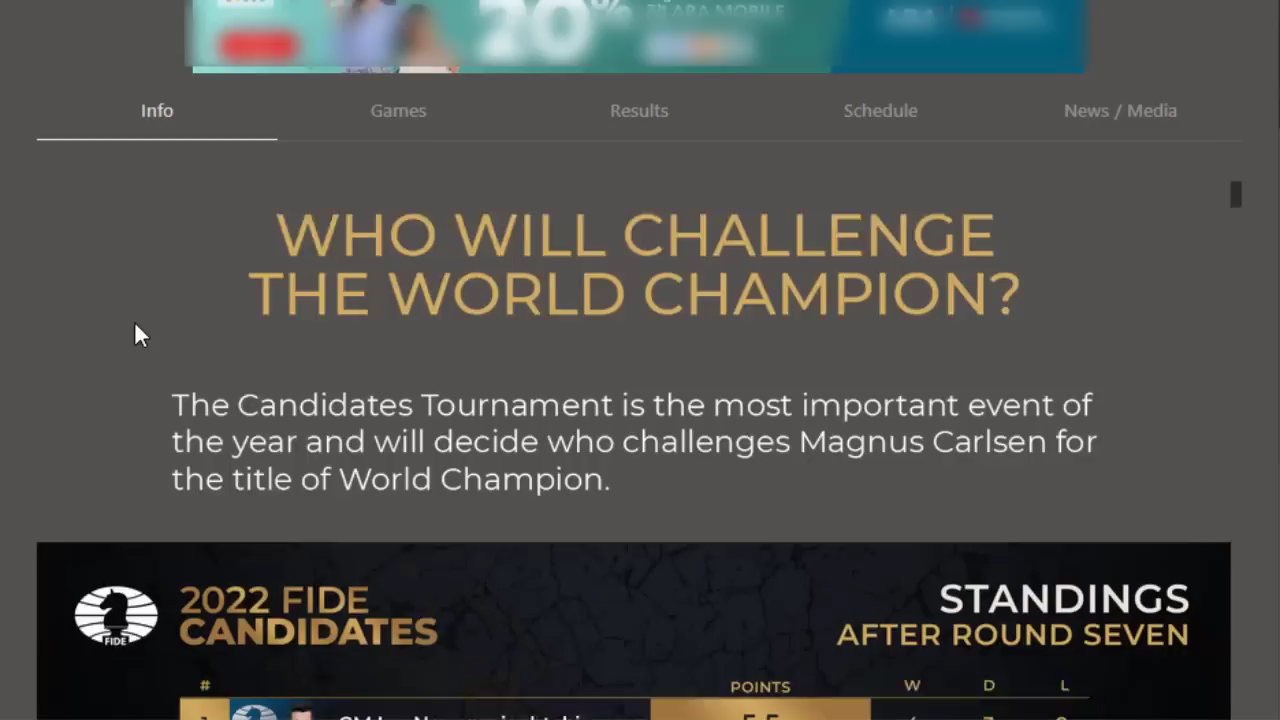 20%
Info
Games
Results
Schedule
News / Media
WHO WILL CHALLENGE
THE WORLD CHAMPION?
The Candidates Tournament is the most important event of
the year and will decide who challenges Magnus Carlsen for
the title of World Champion.
FIDE
2022 FIDE
CANDIDATES
STANDINGS
AFTER ROUND SEVEN
#
POINTS
W
D
L